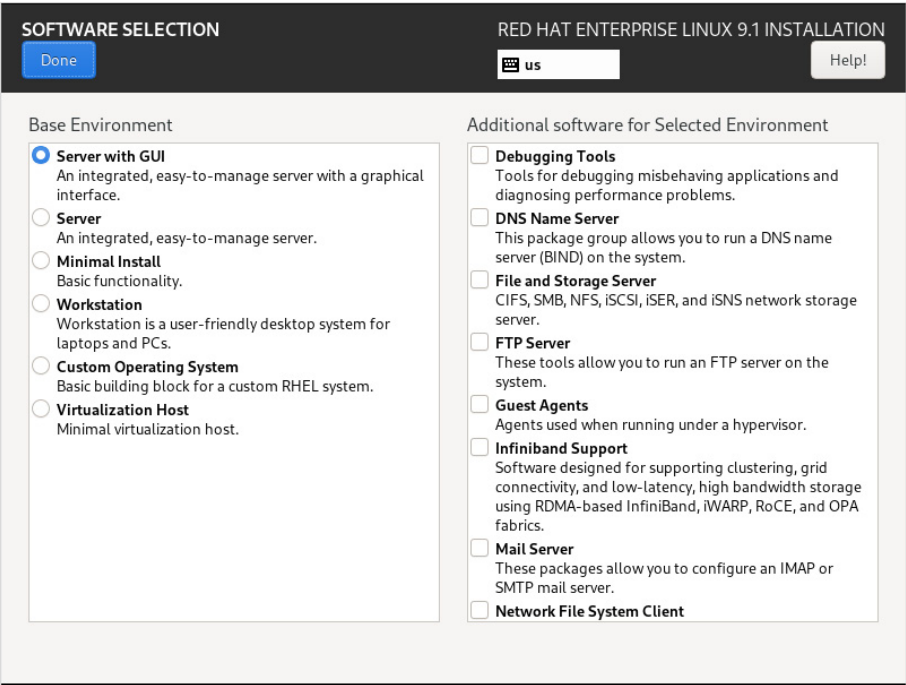 SOFTWARE SELECTION
RED HAT ENTERPRISE LINUX 9.1 INSTALLATION
Done
us
Help!
Base Environment
Server with GUI
An integrated, easy-to-manage server with a graphical
interface.
Server
An integrated, easy-to-manage server.
Minimal Install
Basic functionality.
Workstation
Workstation is a user-friendly desktop system for
laptops and PCs.
Custom Operating System
Basic building block for a custom RHEL system.
Virtualization Host
Minimal virtualization host.
Additional software for Selected Environment
Debugging Tools
Tools for debugging misbehaving applications and
diagnosing performance problems.
DNS Name Server
This package group allows you to run a DNS name
server (BIND) on the system.
File and Storage Server
CIFS, SMB, NFS, iSCSI, iSER, and iSNS network storage
server.
FTP Server
These tools allow you to run an FTP server on the
system.
Guest Agents
Agents used when running under a hypervisor.
Infiniband Support
Software designed for supporting clustering, grid
connectivity, and low-latency, high bandwidth storage
using RDMA-based InfiniBand, iWARP, RoCE, and OPA
fabrics.
Mail Server
These packages allow you to configure an IMAP or
SMTP mail server.
Network File System Client